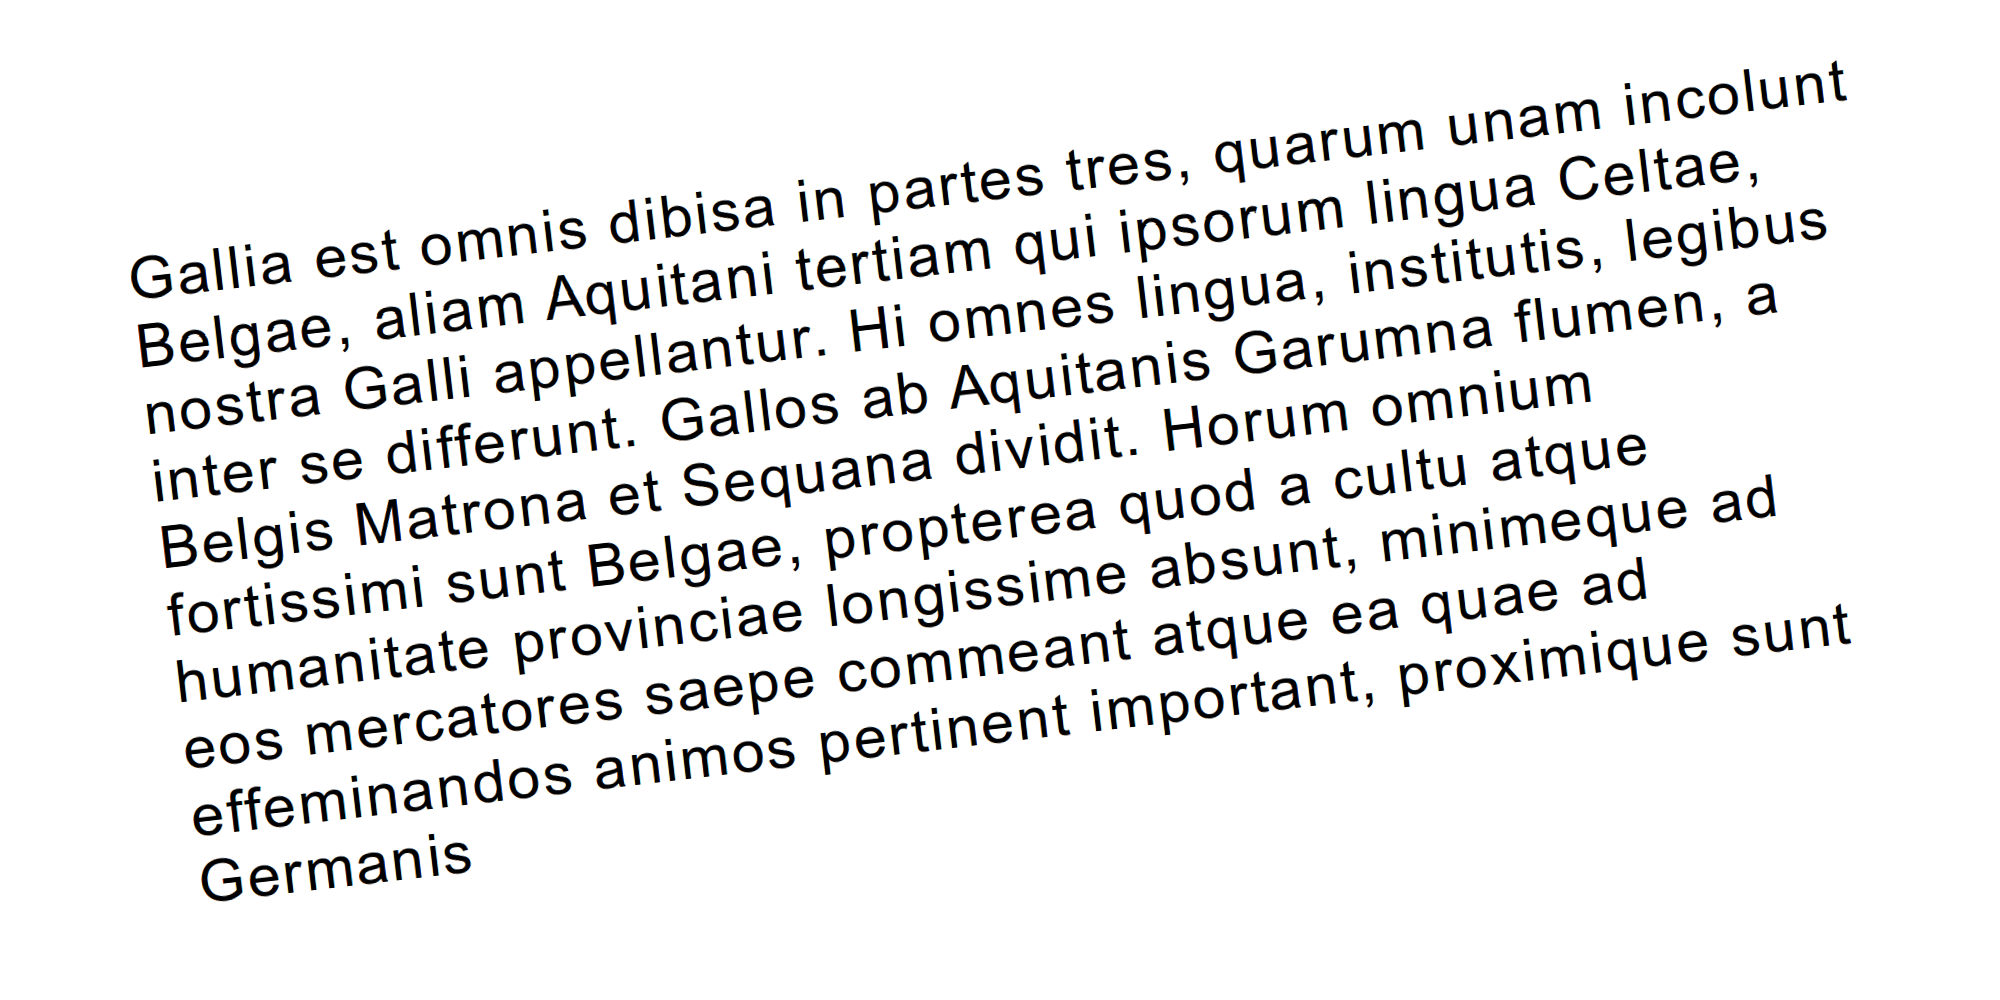 Gallia est omnis dibisa in partes tres, quarum unam incolunt
Belgae, aliam Aquitani tertiam qui ipsorum lingua Celtae,
nostra Galli appellantur. Hi omnes lingua, institutis, legibus
inter se differunt. Gallos ab Aquitanis Garumna flumen, a
Belgis Matrona et Sequana dividit. Horum omnium
fortissimi sunt Belgae, propterea quod a cultu atque
humanitate provinciae longissime absunt, minimeque ad
eos mercatores saepe commeant atque ea quae ad
effeminandos animos pertinent important, proximique sunt
Germanis